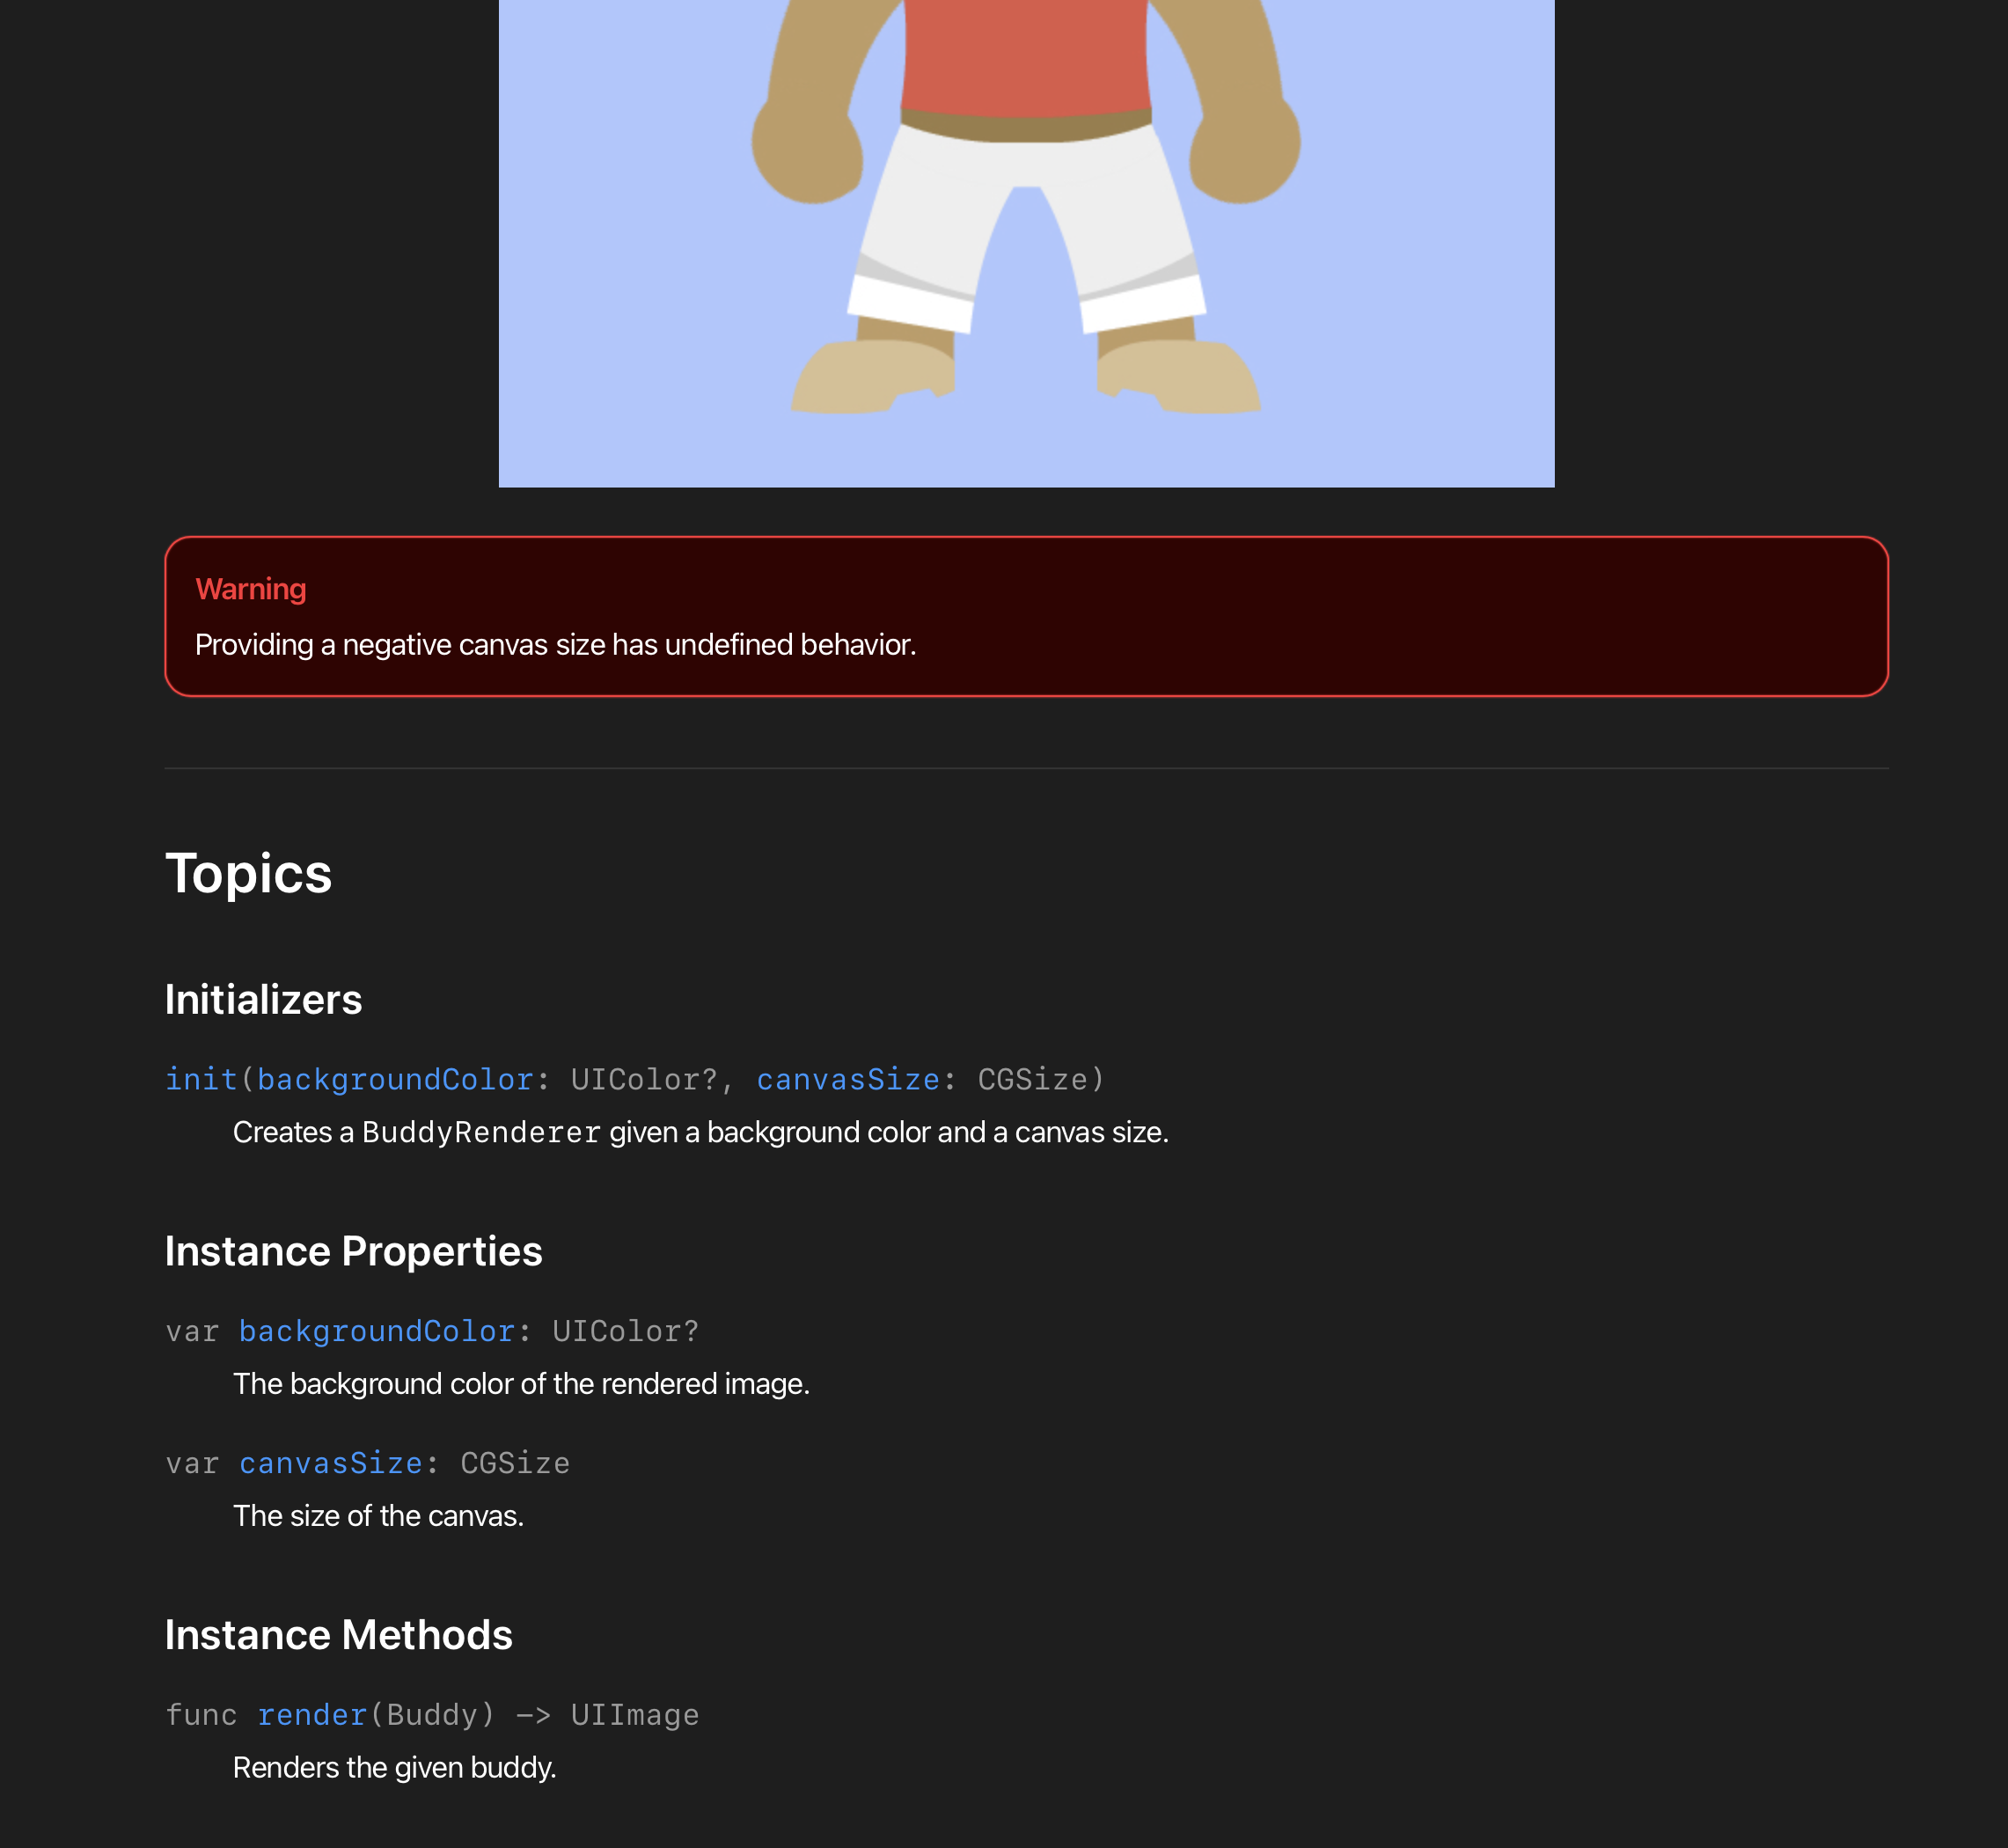 Warning
Providing a negative canvas size has undefined behavior.
Topics
Initializers
init(backgroundColor: UIColor?, canvasSize: CGSize)
Creates a BuddyRenderer given a background color and a canvas size.
Instance Properties
var backgroundColor: UIColor?
The background color of the rendered image.
var canvasSize: CGSize
The size of the canvas.
Instance Methods
func render(Buddy) -> UIImage
Renders the given buddy.